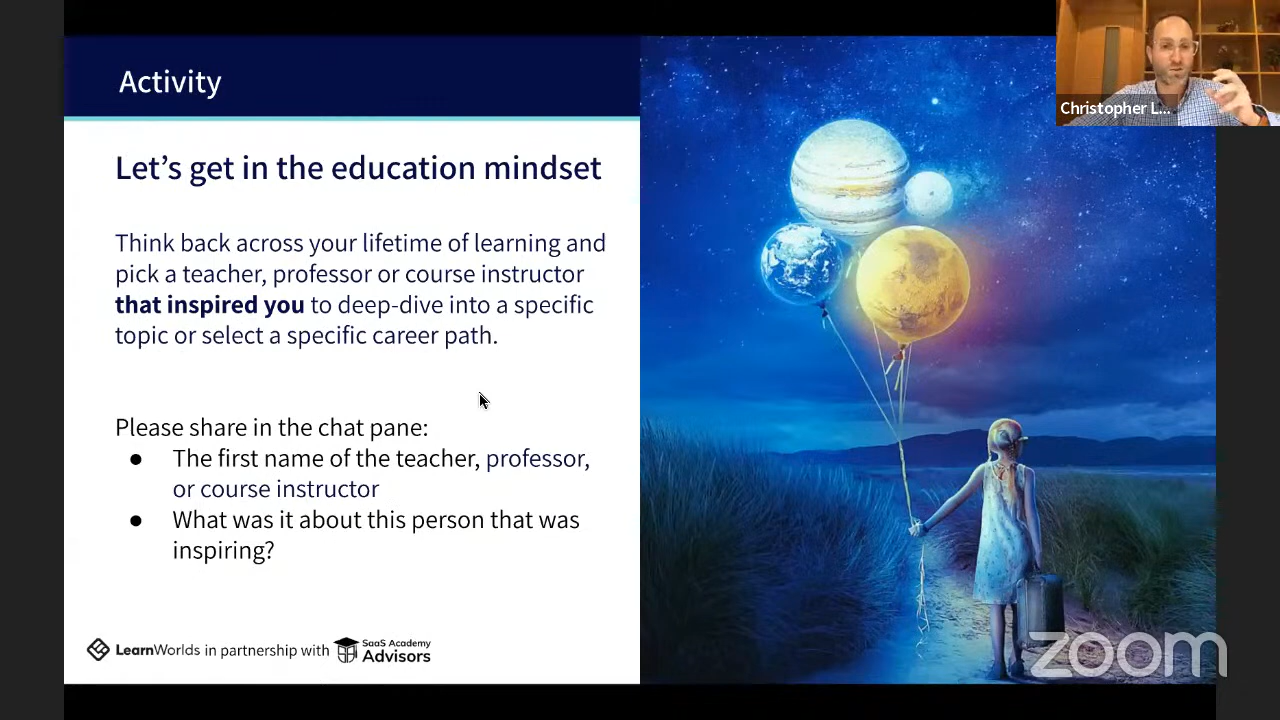 Activity
Christopher L...
Let's get in the education mindset
Think back across your lifetime of learning and
pick a teacher, professor or course instructor
that inspired you to deep-dive into a specific
topic or select a specific career path.
Please share in the chat pane:
● The first name of the teacher, professor,
or course instructor
● What was it about this person that was
inspiring?
LearnWorlds in partnership with SaaS Academy
Advisors
zoom